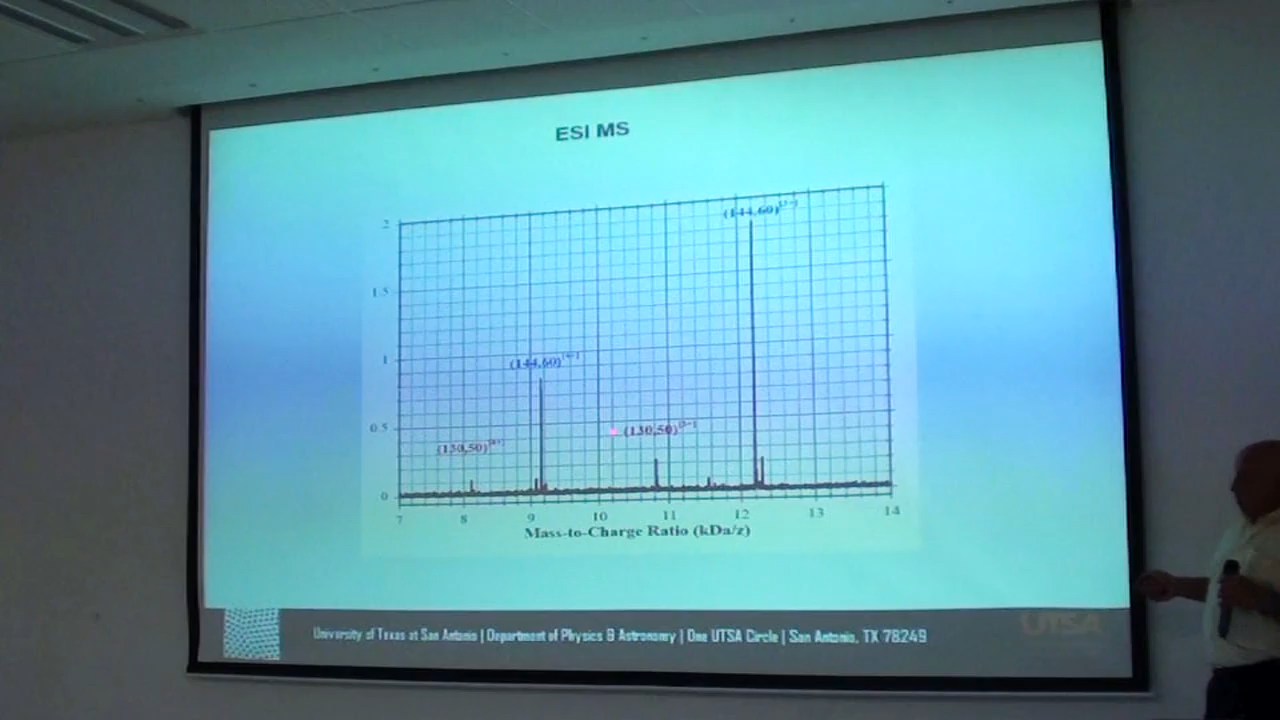 ESI MS
2
(144,60)
1.5
1
(144,60)
0.5
(130,50)
(130,50)
0
7 8 9 10 11 12 13 14
Mass-to-Charge Ratio (kDa/z)
University of Texas at San Antonio | Department of Physics & Astronomy | One UTSA Circle | San Antonio, TX 78249
UTSA